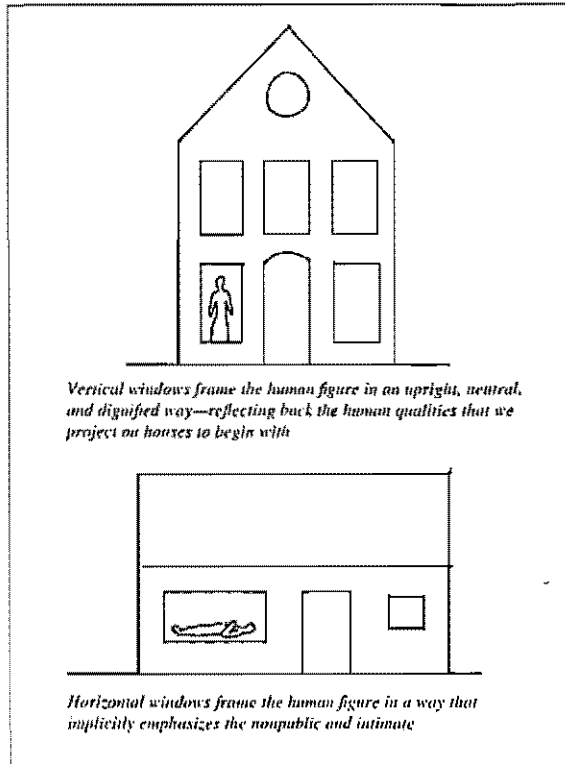 Vertical windows frame the human figure in an upright, neutral,
and dignified way—reflecting back the human qualities that we
project on houses to begin with
Horizontal windows frame the human figure in a way that
implicitly emphasizes the nonpublic and intimate